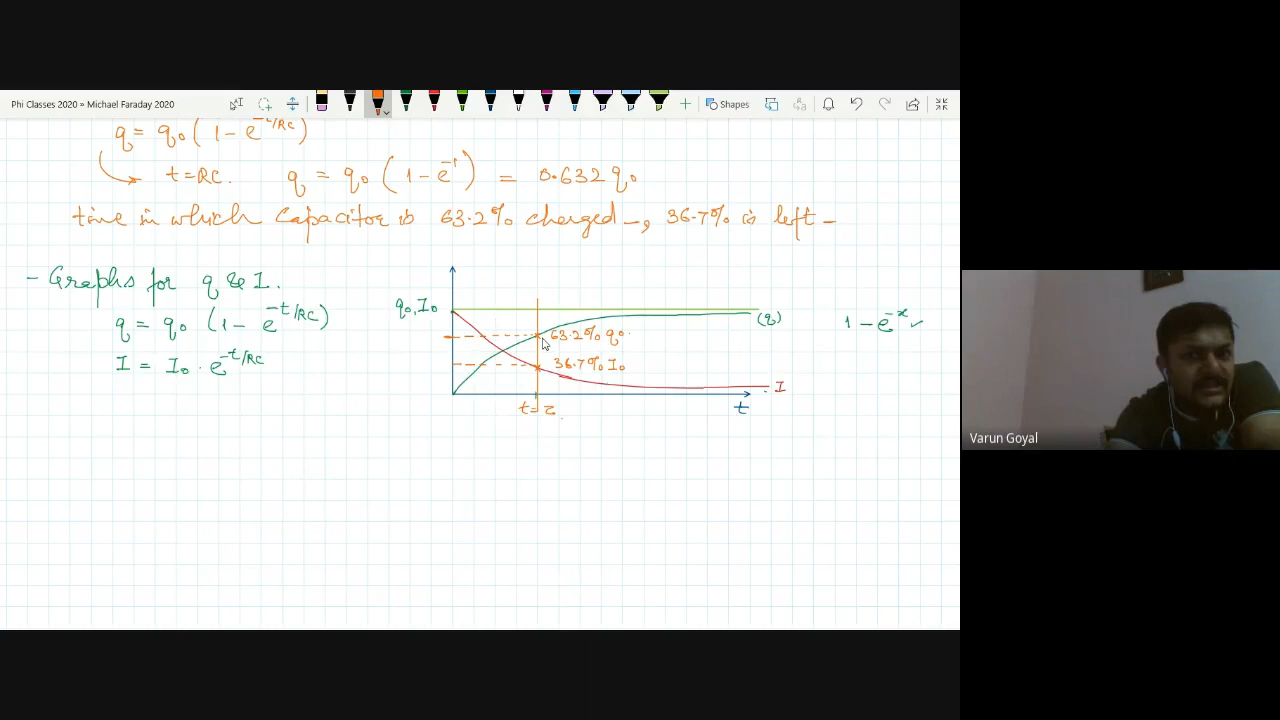 Phi Classes 2020 » Michael Faraday 2020
Shapes
q = q₀ ( 1 - e^-t/RC )
t = RC. q = q₀ ( 1 - e^-1 ) = 0.632 q₀
time in which Capacitor is 63.2% charged -, 36.7% is left -
- Graphs for q & I.
q = q₀ ( 1 - e^-t/RC )
I = I₀ . e^-t/RC
q₀, I₀
(q)
63.2% q₀
36.7% I₀
I
t = τ
t
1 - e^-x ✓
Varun Goyal